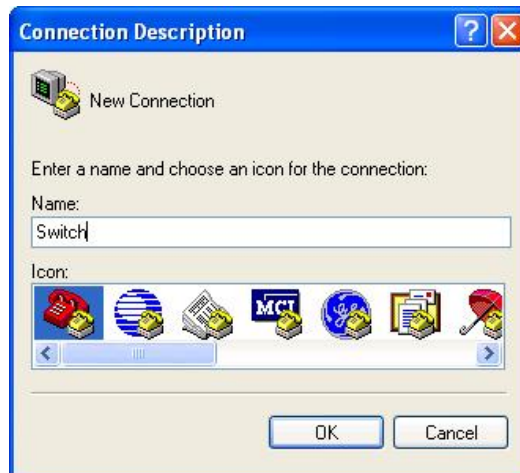 Connection Description
New Connection
Enter a name and choose an icon for the connection:
Name:
Switch
Icon:
MCI
OK
Cancel